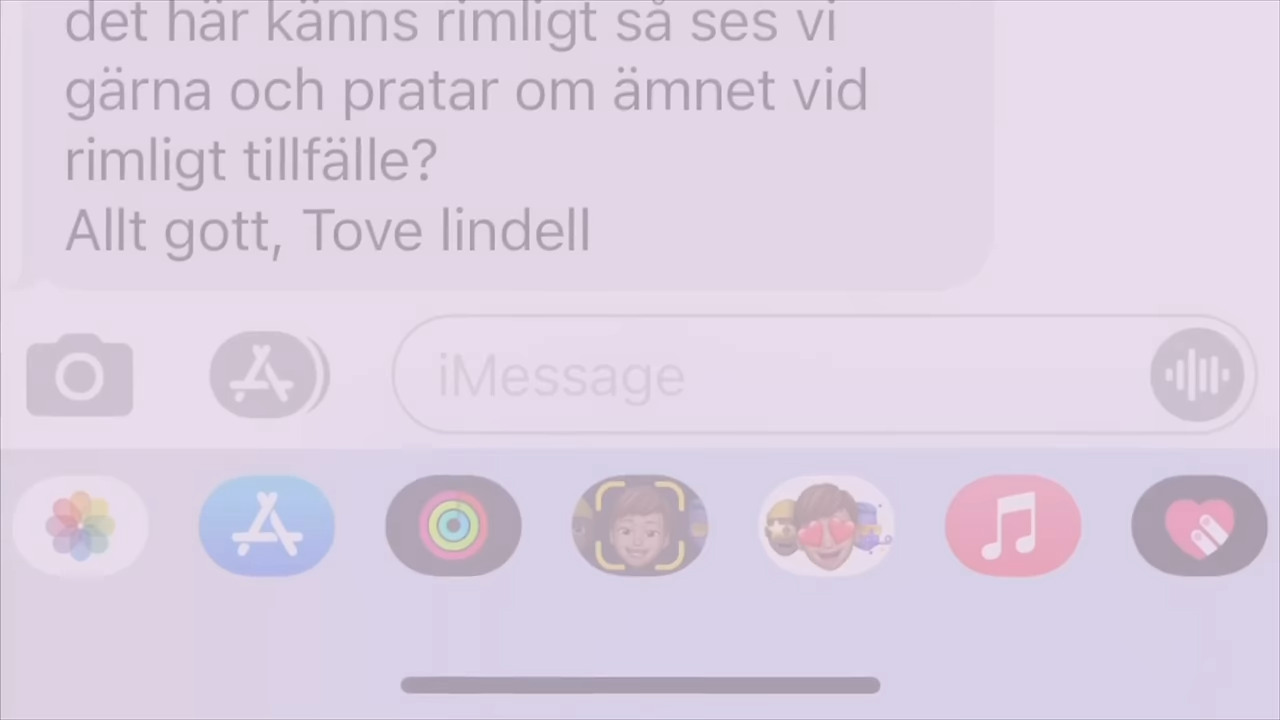 det här känns rimligt så ses vi
gärna och pratar om ämnet vid
rimligt tillfälle?
Allt gott, Tove lindell
iMessage